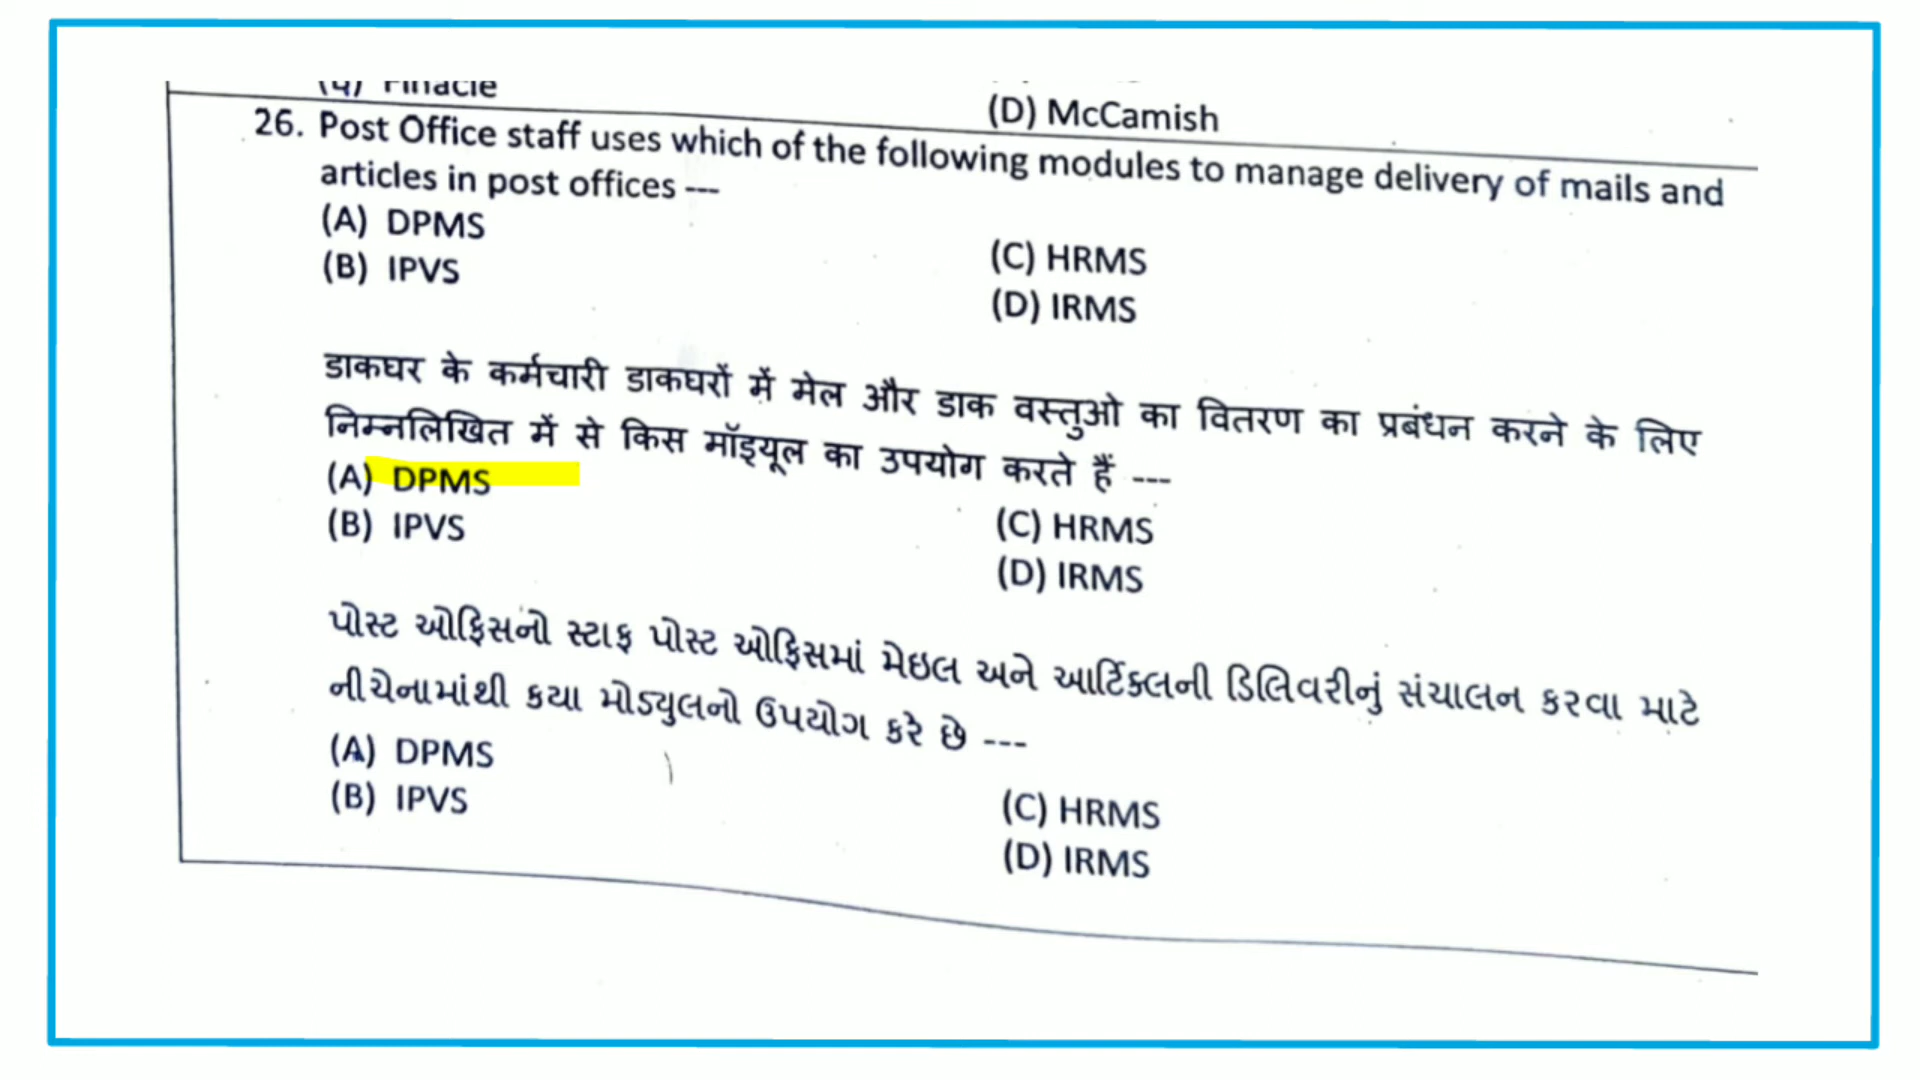 Finacle
(D) McCamish
26. Post Office staff uses which of the following modules to manage delivery of mails and
articles in post offices ---
(A) DPMS
(B) IPVS
(C) HRMS
(D) IRMS
डाकघर के कर्मचारी डाकघरों में मेल और डाक वस्तुओ का वितरण का प्रबंधन करने के लिए
निम्नलिखित में से किस मॉड्यूल का उपयोग करते हैं ---
(A) DPMS
(B) IPVS
(C) HRMS
(D) IRMS
પોસ્ટ ઓફિસનો સ્ટાફ પોસ્ટ ઓફિસમાં મેઇલ અને આર્ટિકલની ડિલિવરીનું સંચાલન કરવા માટે
નીચેનામાંથી કયા મોડ્યુલનો ઉપયોગ કરે છે ---
(A) DPMS
(B) IPVS
(C) HRMS
(D) IRMS